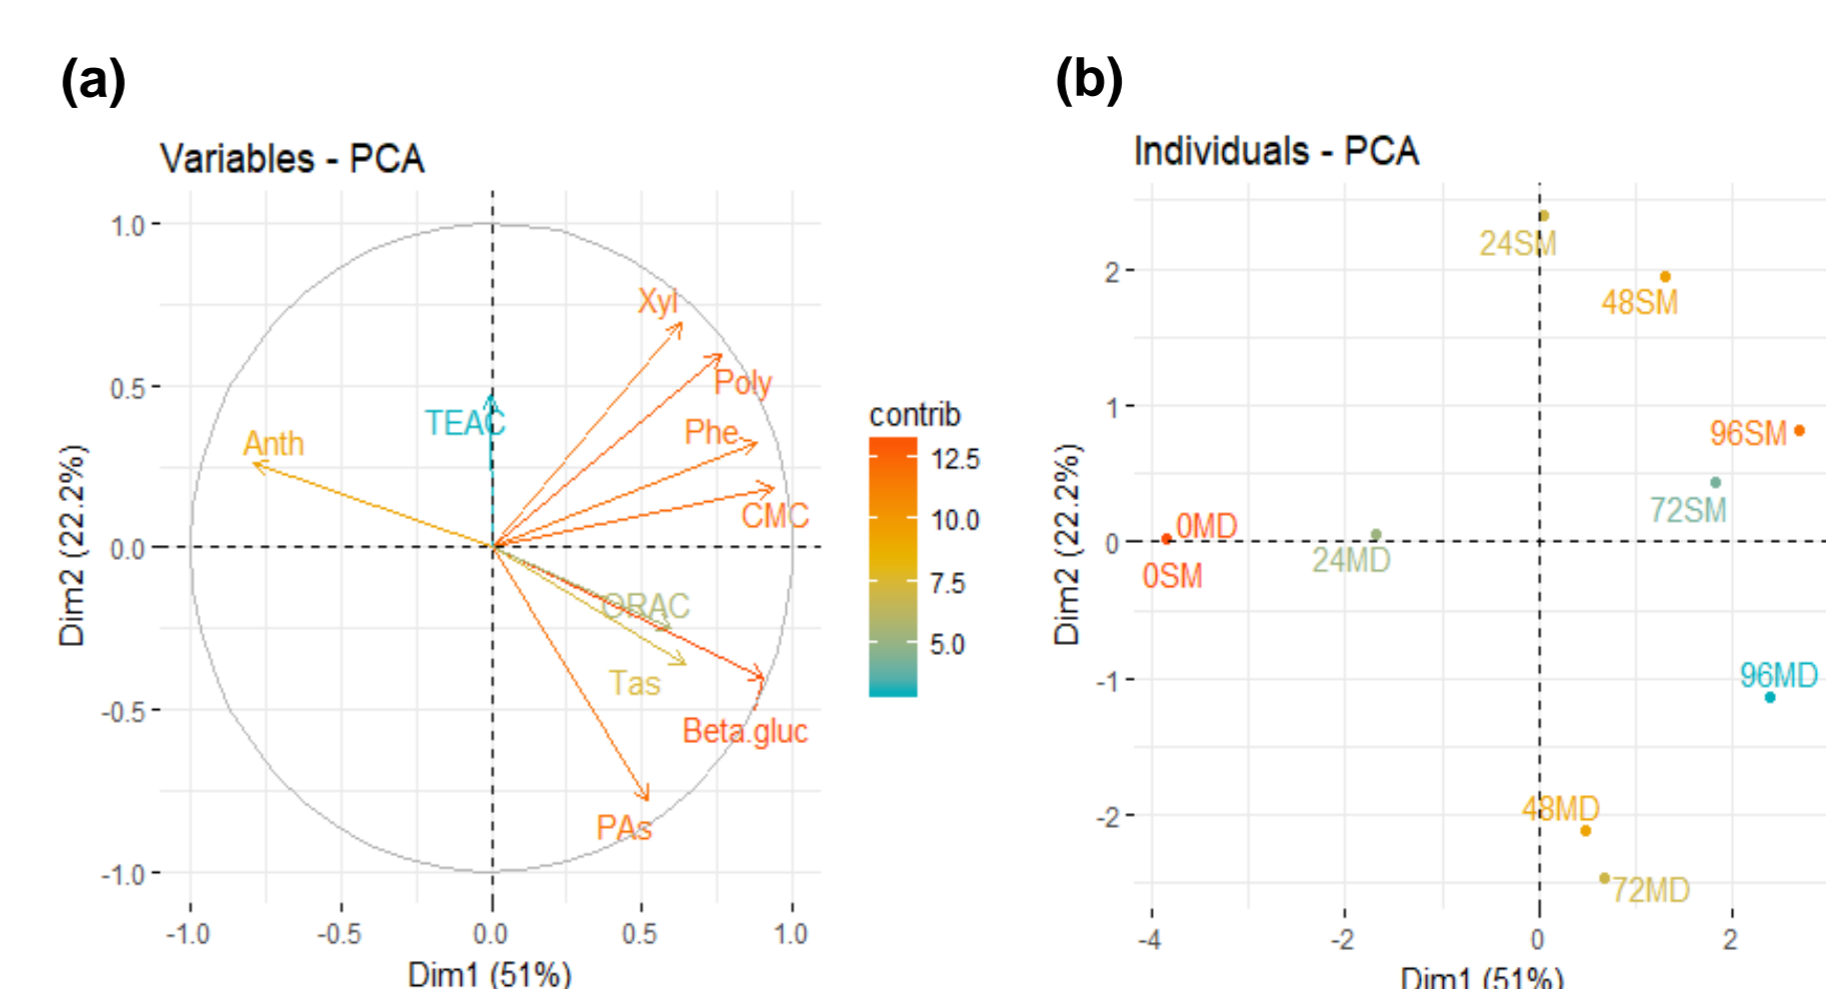 (a)
Variables - PCA
1.0
0.5
0.0
-0.5
-1.0
Dim2 (22.2%)
Xyl
Poly
TEAC
Phe
Anth
CMC
ORAC
Tas
Beta.gluc
PAs
-1.0 -0.5 0.0 0.5 1.0
Dim1 (51%)
contrib
12.5
10.0
7.5
5.0
(b)
Individuals - PCA
2
1
0
-1
-2
Dim2 (22.2%)
24SM
48SM
96SM
72SM
0MD
24MD
0SM
96MD
48MD
72MD
-4 -2 0 2
Dim1 (51%)